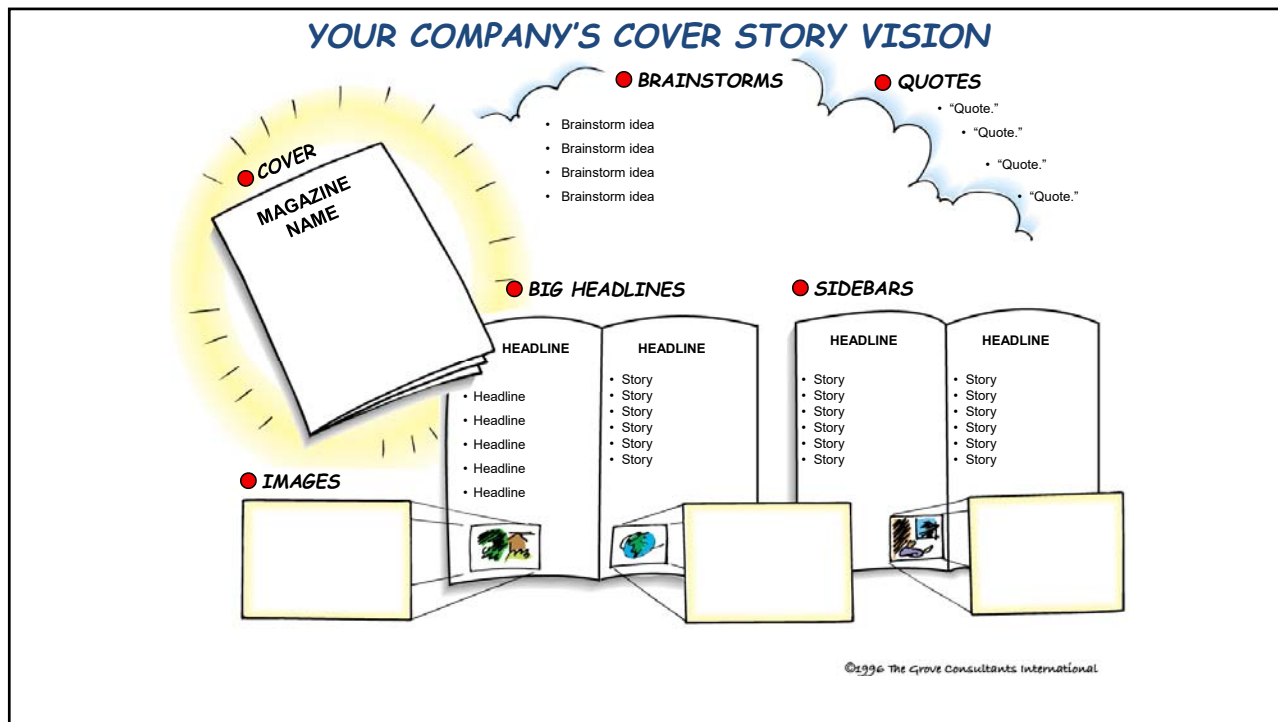 YOUR COMPANY'S COVER STORY VISION
BRAINSTORMS
• Brainstorm idea
• Brainstorm idea
• Brainstorm idea
• Brainstorm idea
QUOTES
• “Quote.”
• “Quote.”
• “Quote.”
• “Quote.”
COVER
MAGAZINE
NAME
BIG HEADLINES
HEADLINE
• Headline
• Headline
• Headline
• Headline
• Headline
HEADLINE
• Story
• Story
• Story
• Story
• Story
• Story
SIDEBARS
HEADLINE
• Story
• Story
• Story
• Story
• Story
• Story
HEADLINE
• Story
• Story
• Story
• Story
• Story
• Story
IMAGES
©1996 The Grove Consultants International